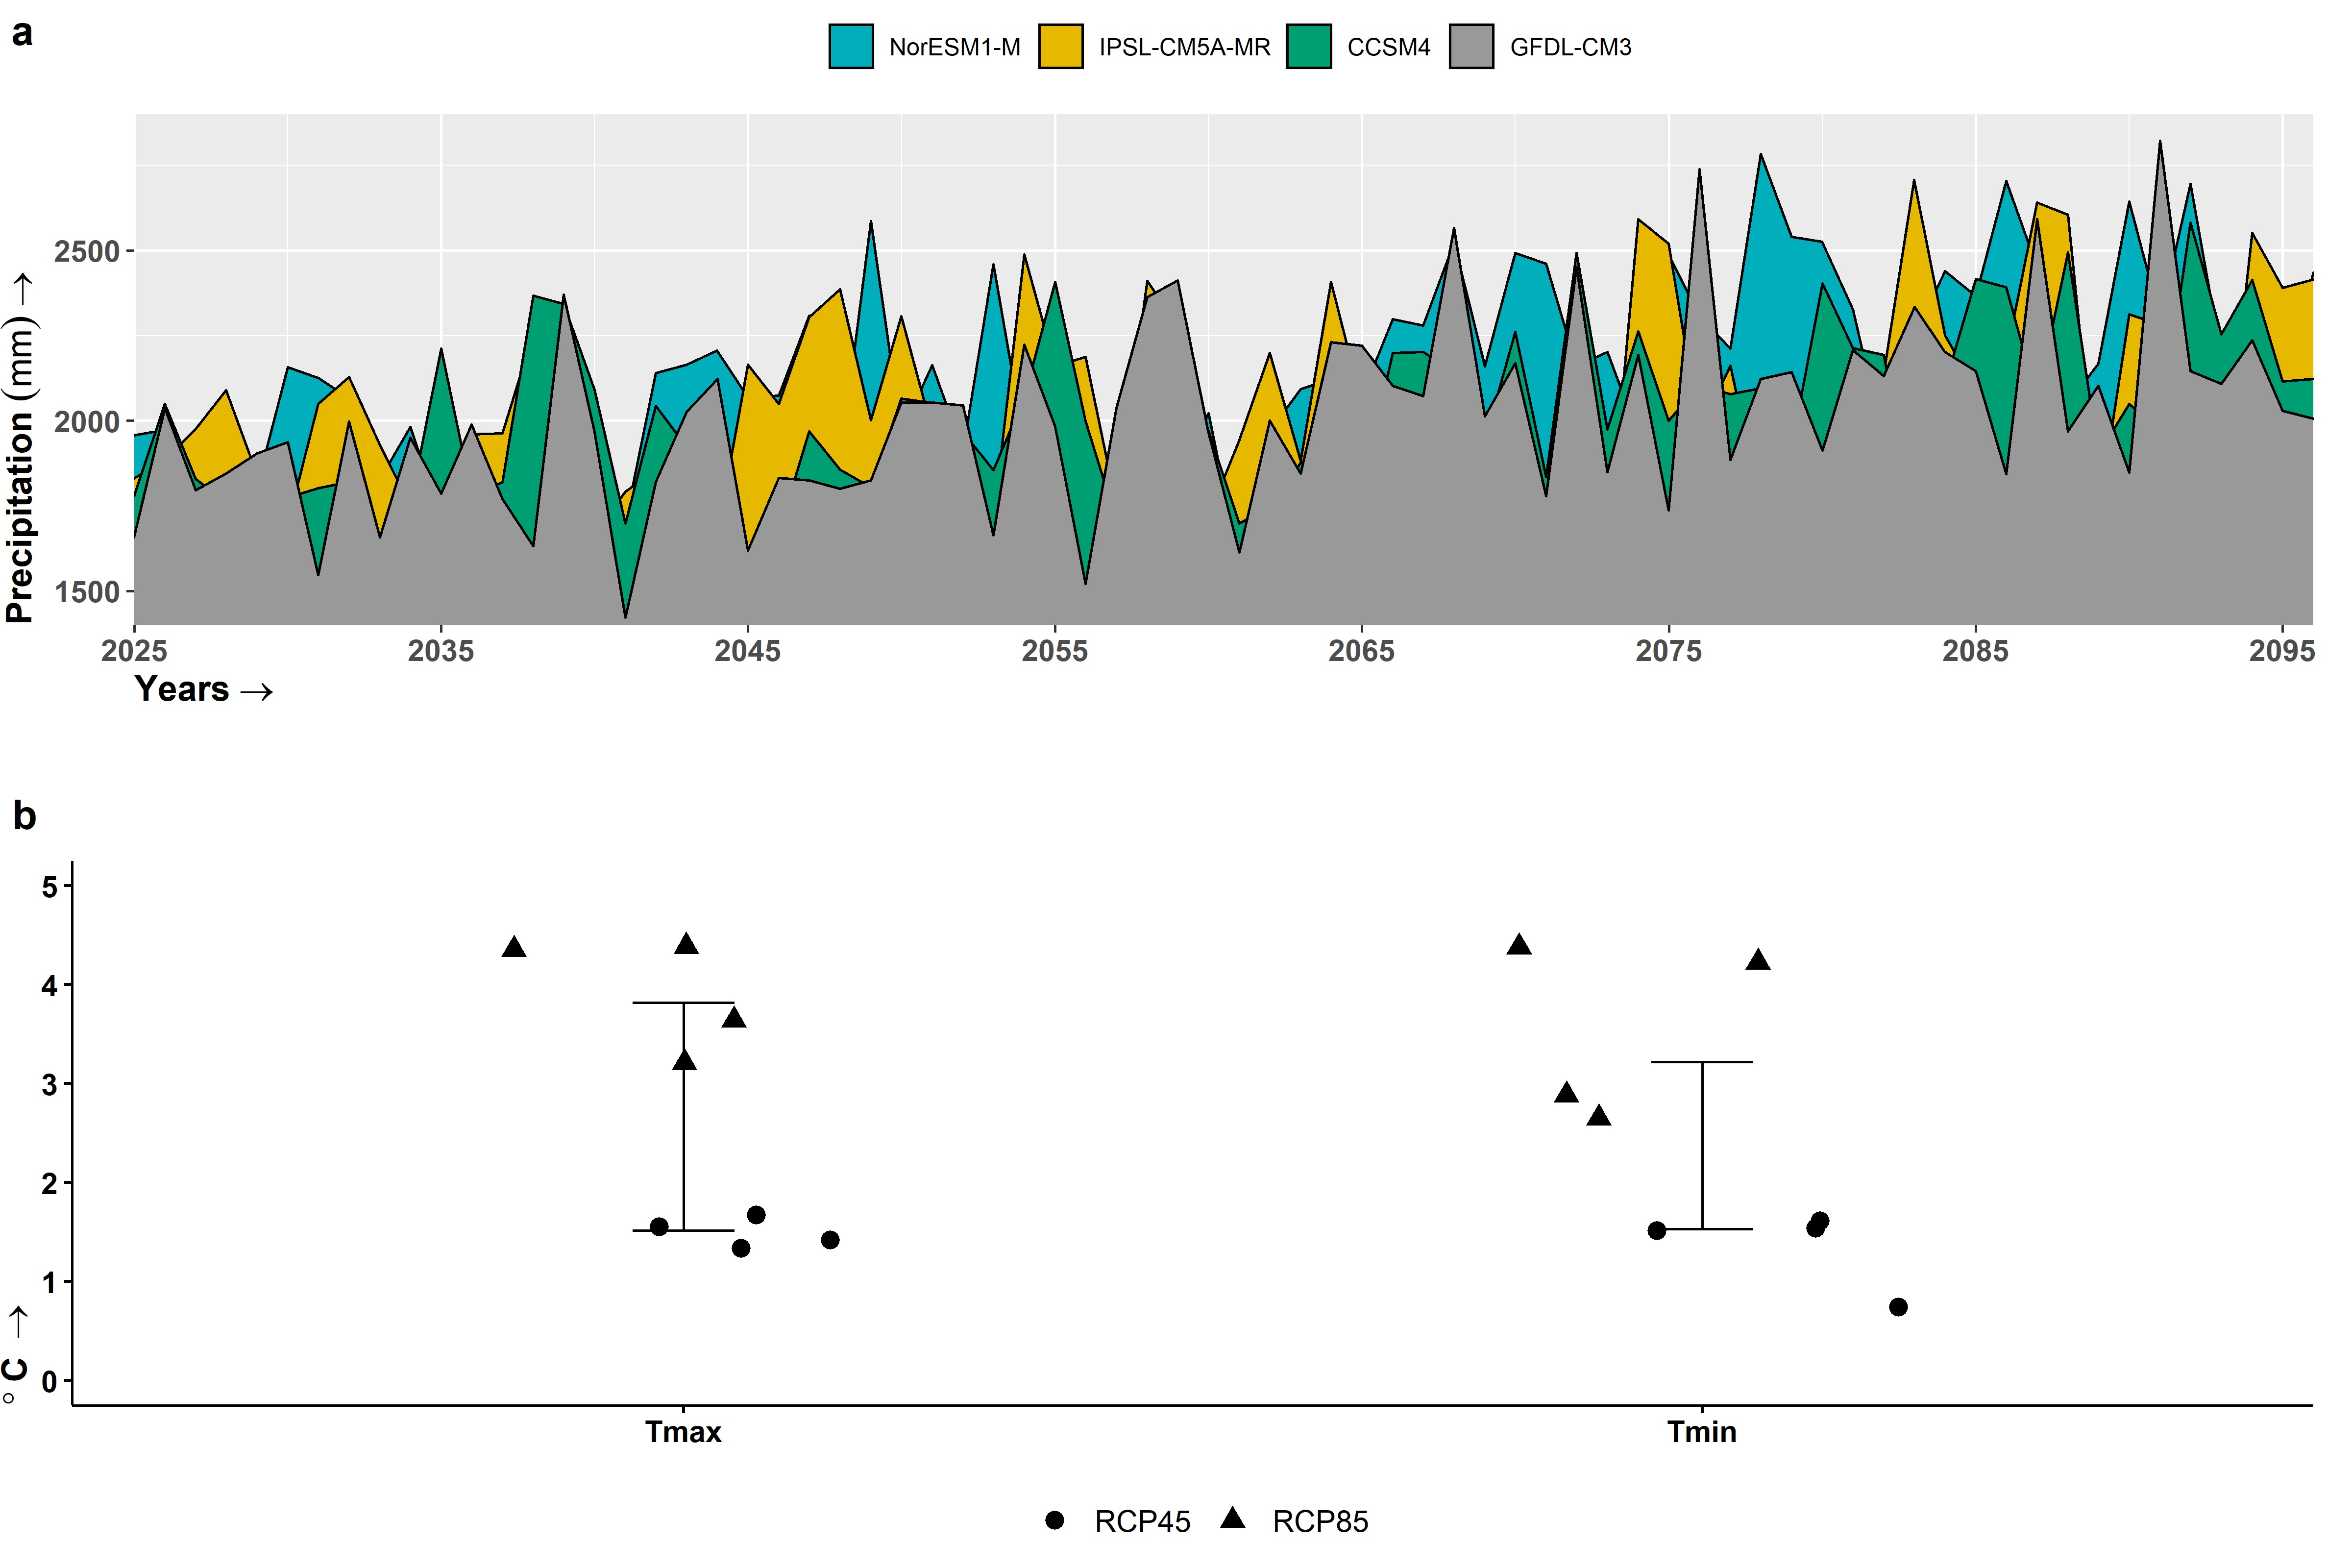 a
NorESM1-M IPSL-CM5A-MR CCSM4 GFDL-CM3
Precipitation (mm) →
2500
2000
1500
2025 2035 2045 2055 2065 2075 2085 2095
Years →
b
°C →
5
4
3
2
1
0
Tmax Tmin
RCP45 RCP85